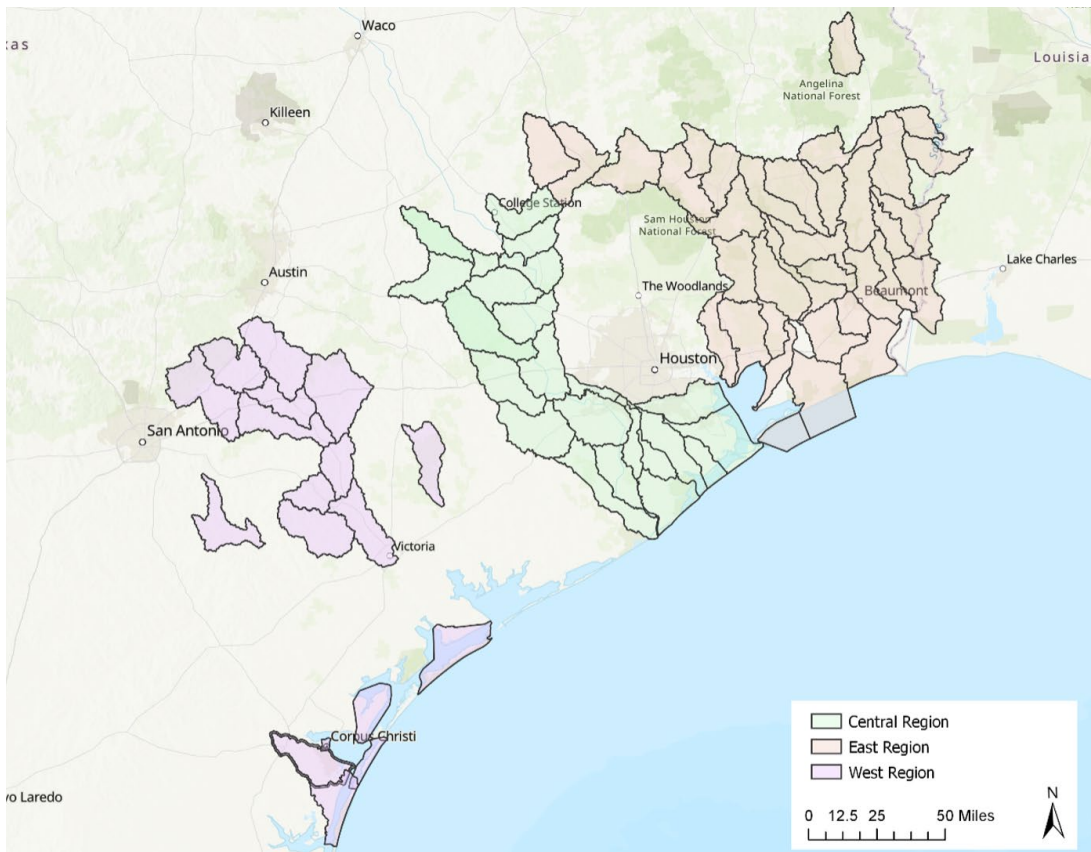 Waco
xas
Louisia
Angelina
National Forest
Killeen
Sabine
College Station
Sam Houston
National Forest
Lake Charles
Austin
The Woodlands
Beaumont
Houston
San Antonio
Victoria
Corpus Christi
vo Laredo
Central Region
East Region
West Region
N
0 12.5 25 50 Miles